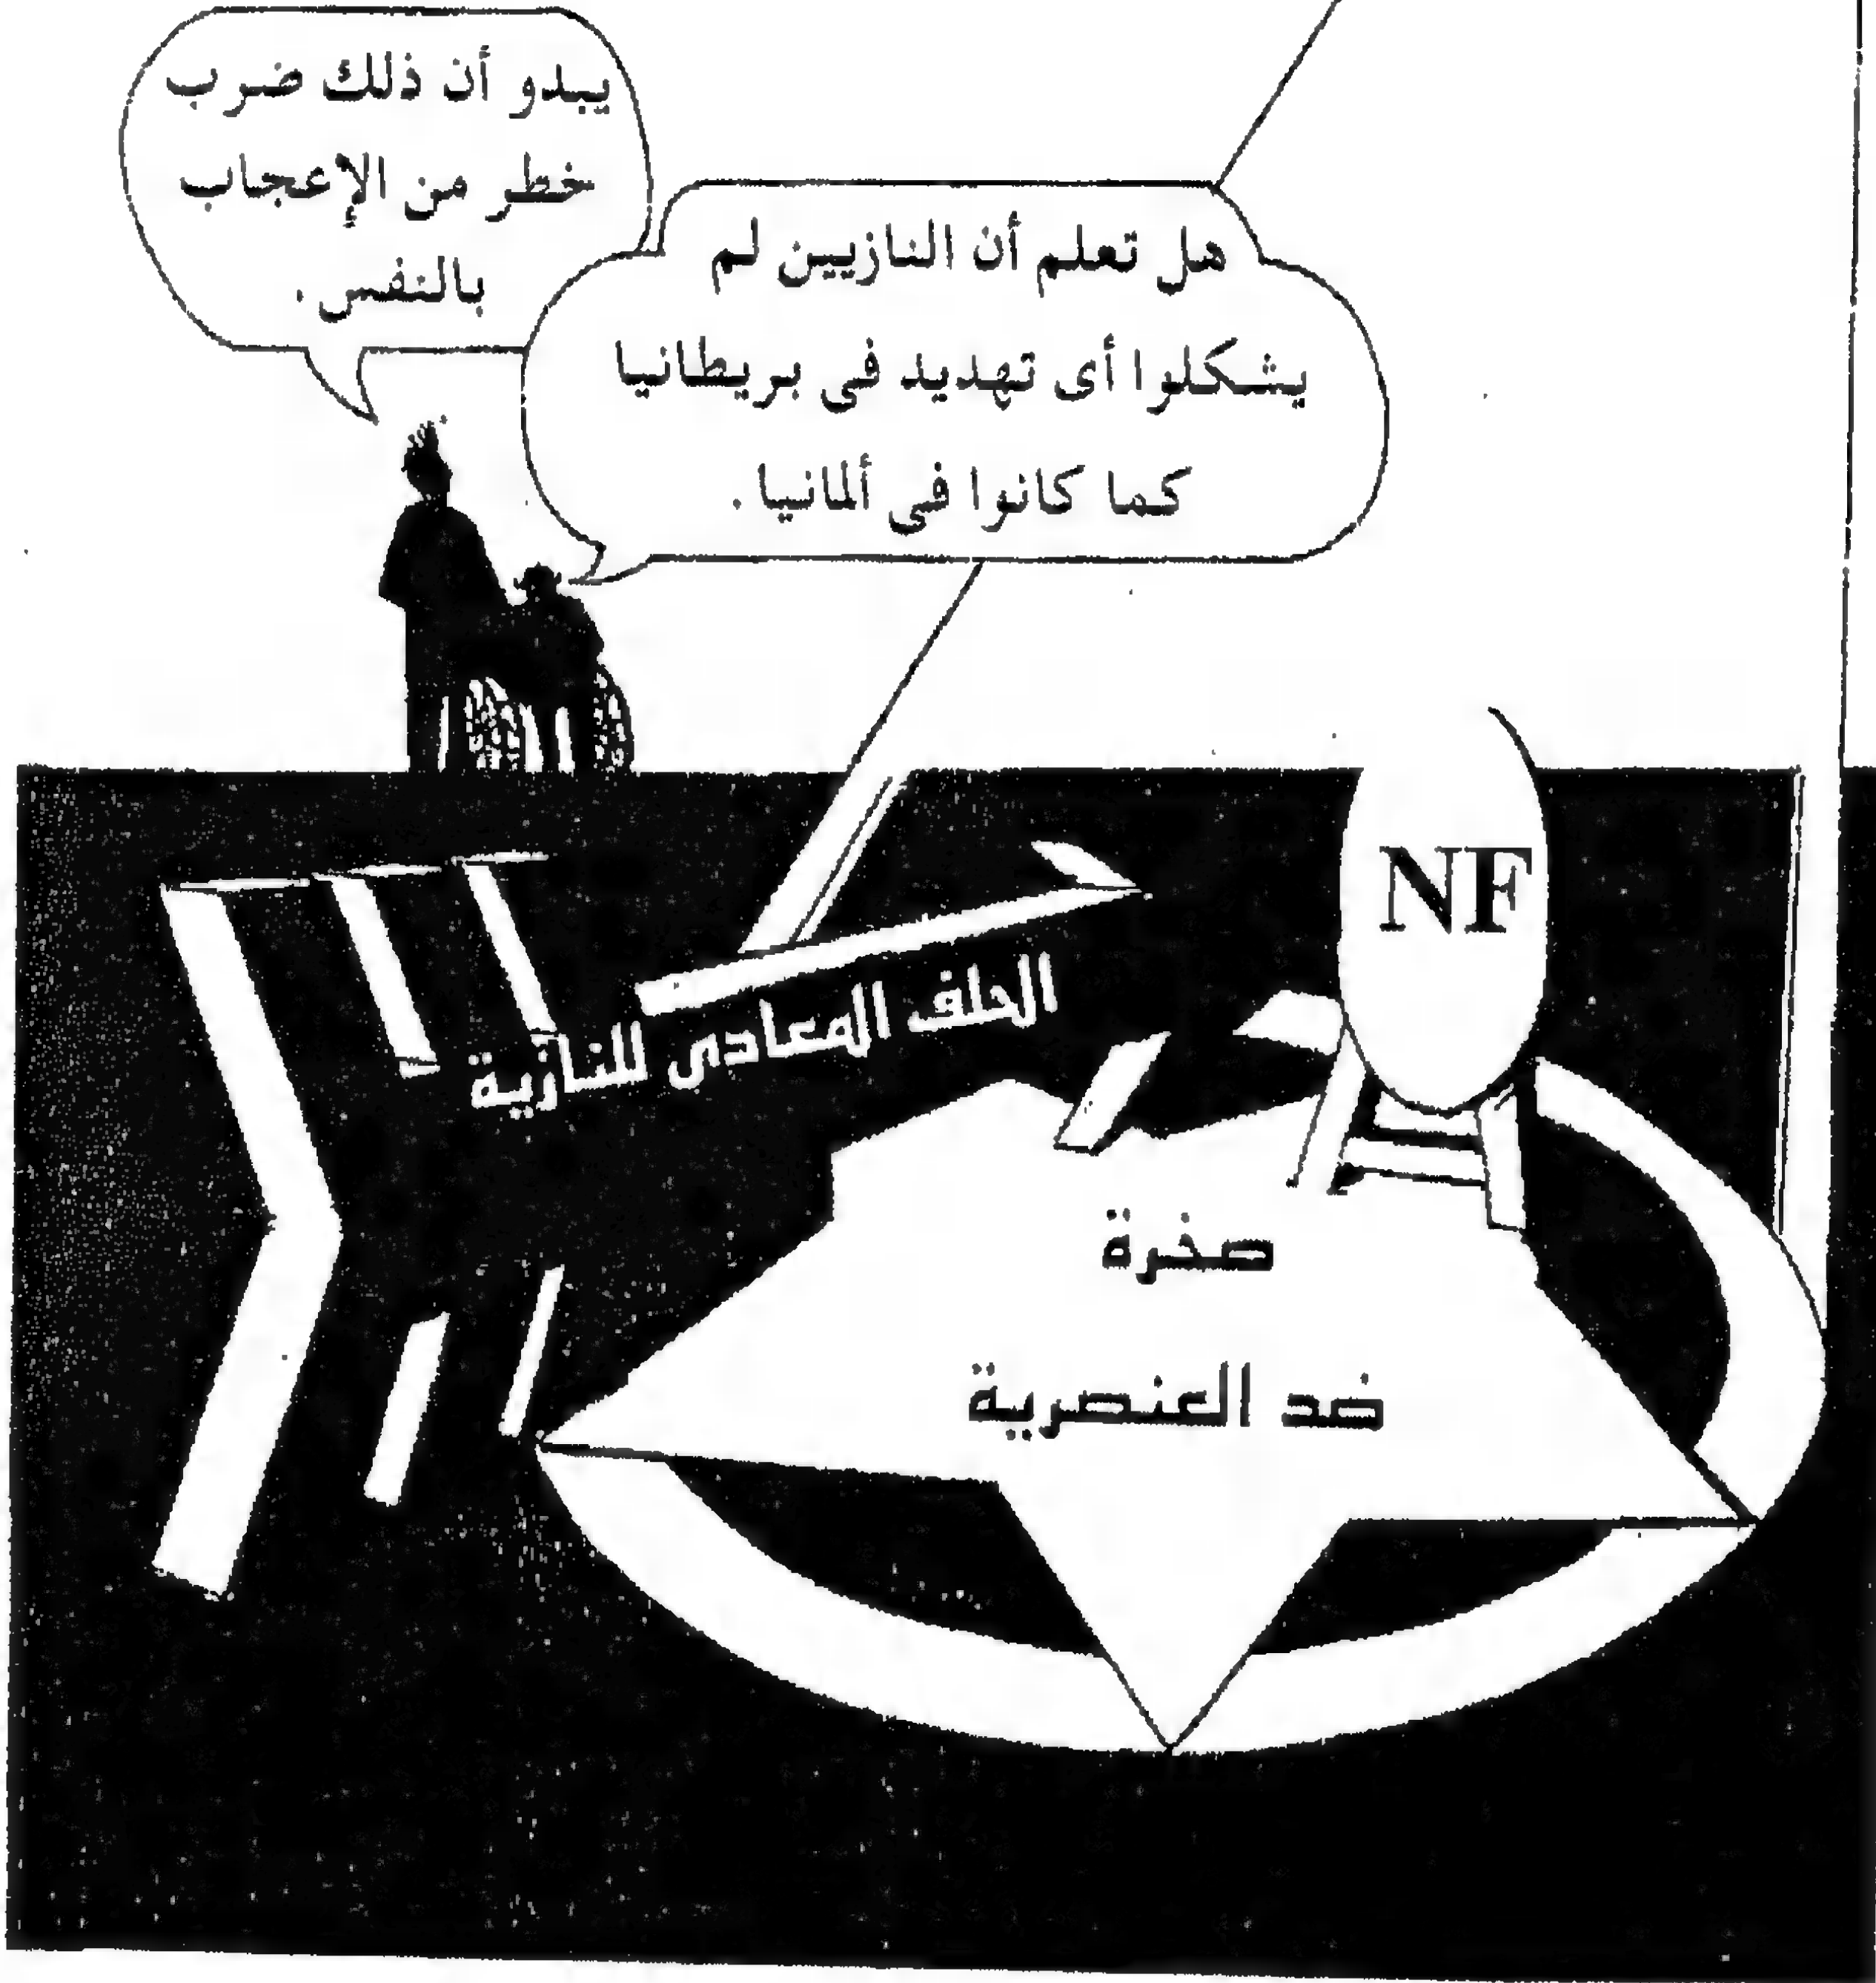 يبدو أن ذلك ضرب
خطر من الإعجاب
بالنفس.
هل تعلم أن النازيين لم
يشكلوا أى تهديد فى بريطانيا
كما كانوا فى ألمانيا.
NF
الحلف المعادى للنازية
صخرة
ضد العنصرية